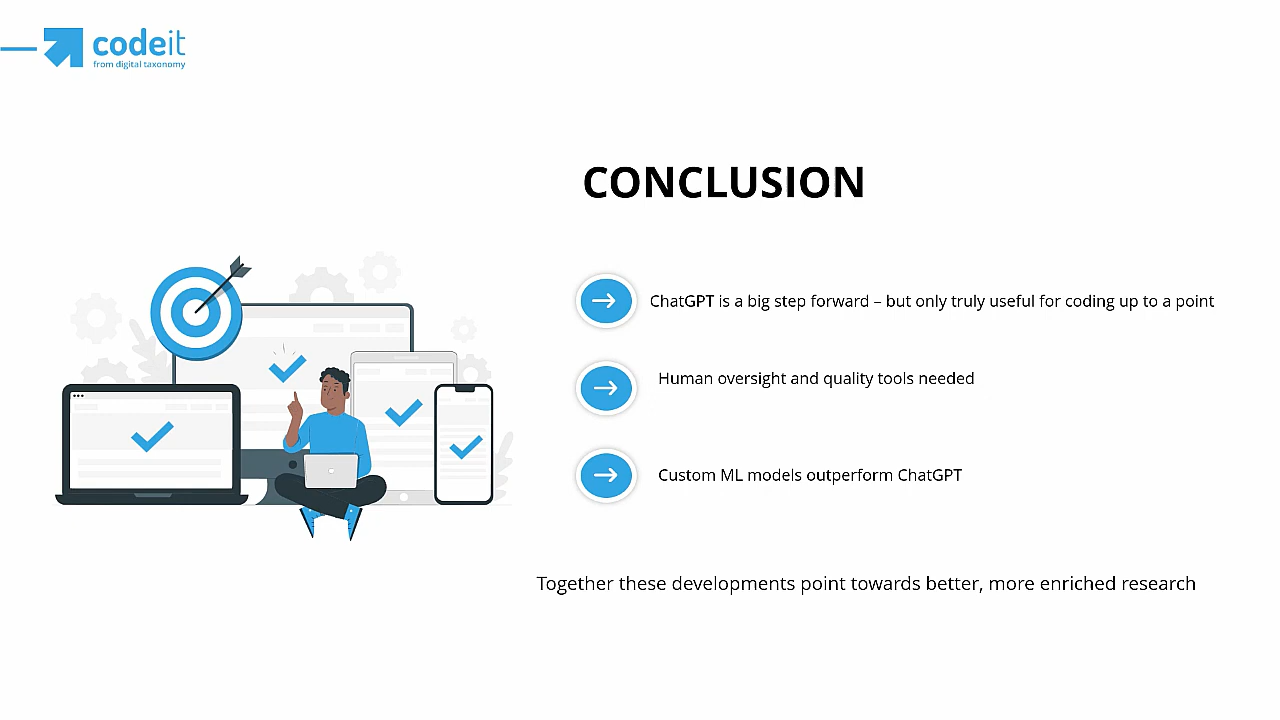 codeit
from digital taxonomy
CONCLUSION
ChatGPT is a big step forward – but only truly useful for coding up to a point
Human oversight and quality tools needed
Custom ML models outperform ChatGPT
Together these developments point towards better, more enriched research